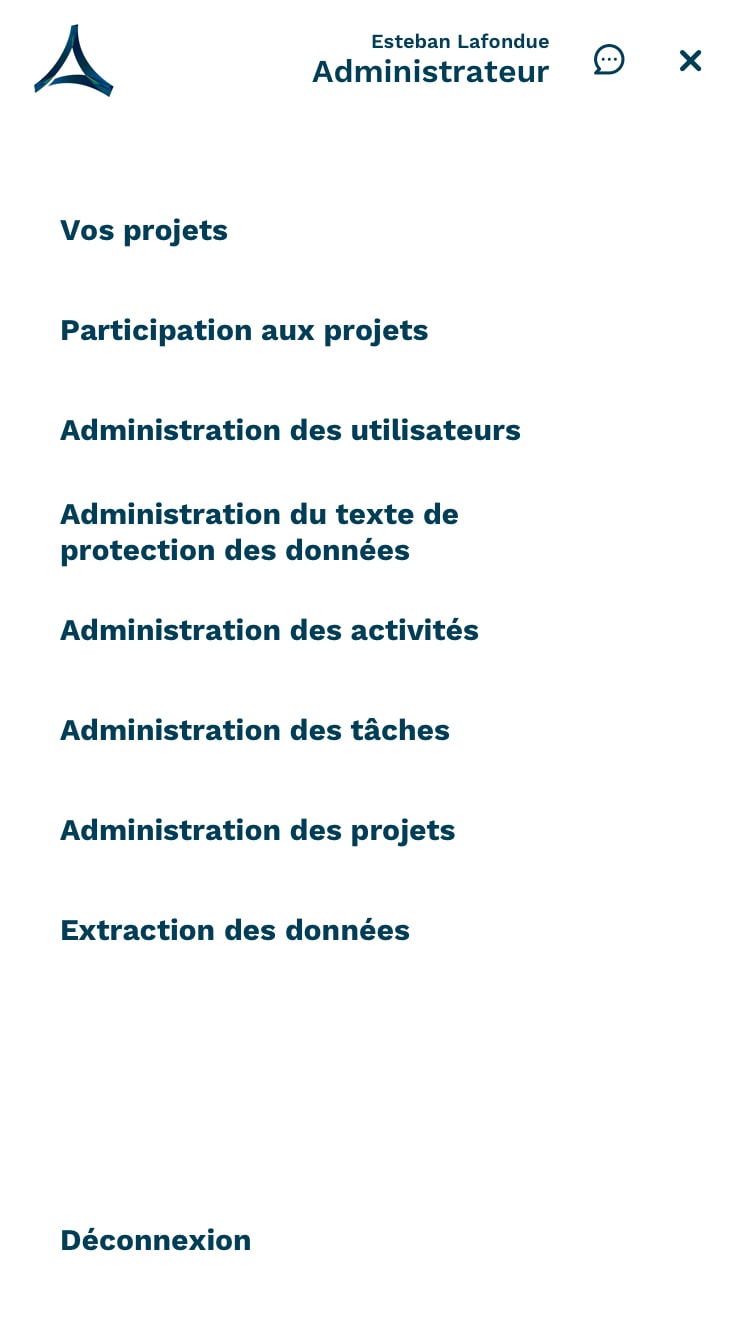 Esteban Lafondue
Administrateur
Vos projets
Participation aux projets
Administration des utilisateurs
Administration du texte de
protection des données
Administration des activités
Administration des tâches
Administration des projets
Extraction des données
Déconnexion